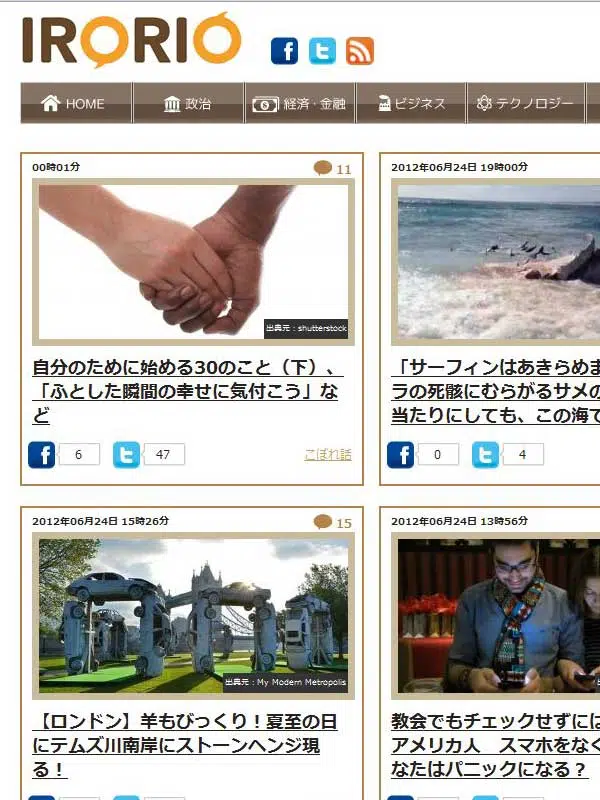 IRORIO
HOME
政治
経済・金融
ビジネス
テクノロジー
00時01分
11
出典元：shutterstock
自分のために始める30のこと（下）、
「ふとした瞬間の幸せに気付こう」な
ど
6
47
こぼれ話
2012年06月24日 19時00分
「サーフィンはあきらめま
ラの死骸にむらがるサメの
当たりにしても、この海で
0
4
2012年06月24日 15時26分
15
出典元：My Modern Metropolis
【ロンドン】羊もびっくり！夏至の日
にテムズ川南岸にストーンヘンジ現
る！
2012年06月24日 13時56分
教会でもチェックせずには
アメリカ人　スマホをなく
なたはパニックになる？